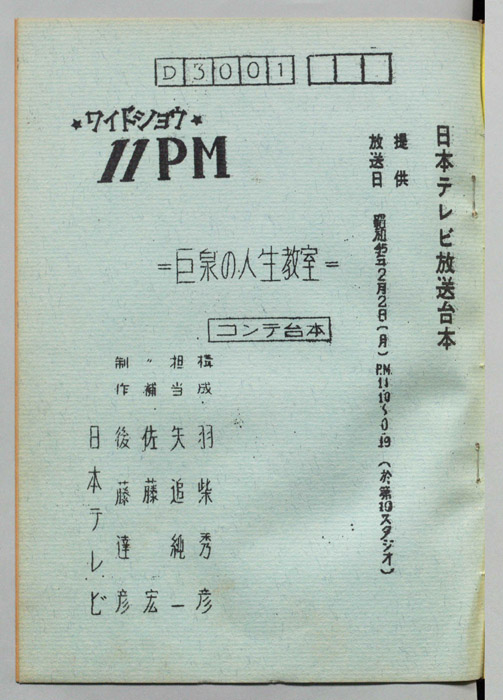 D3001
★ワイドショウ★
11PM
日本テレビ放送台本
提供
放送日 昭和45年2月2日(月) P.M.11.10〜0.19 (於第10スタジオ)
=巨泉の人生教室=
コンテ台本
構成 羽柴秀彦
担当 矢追純一
〃補 佐藤宏
制作 後藤達彦
日本テレビ